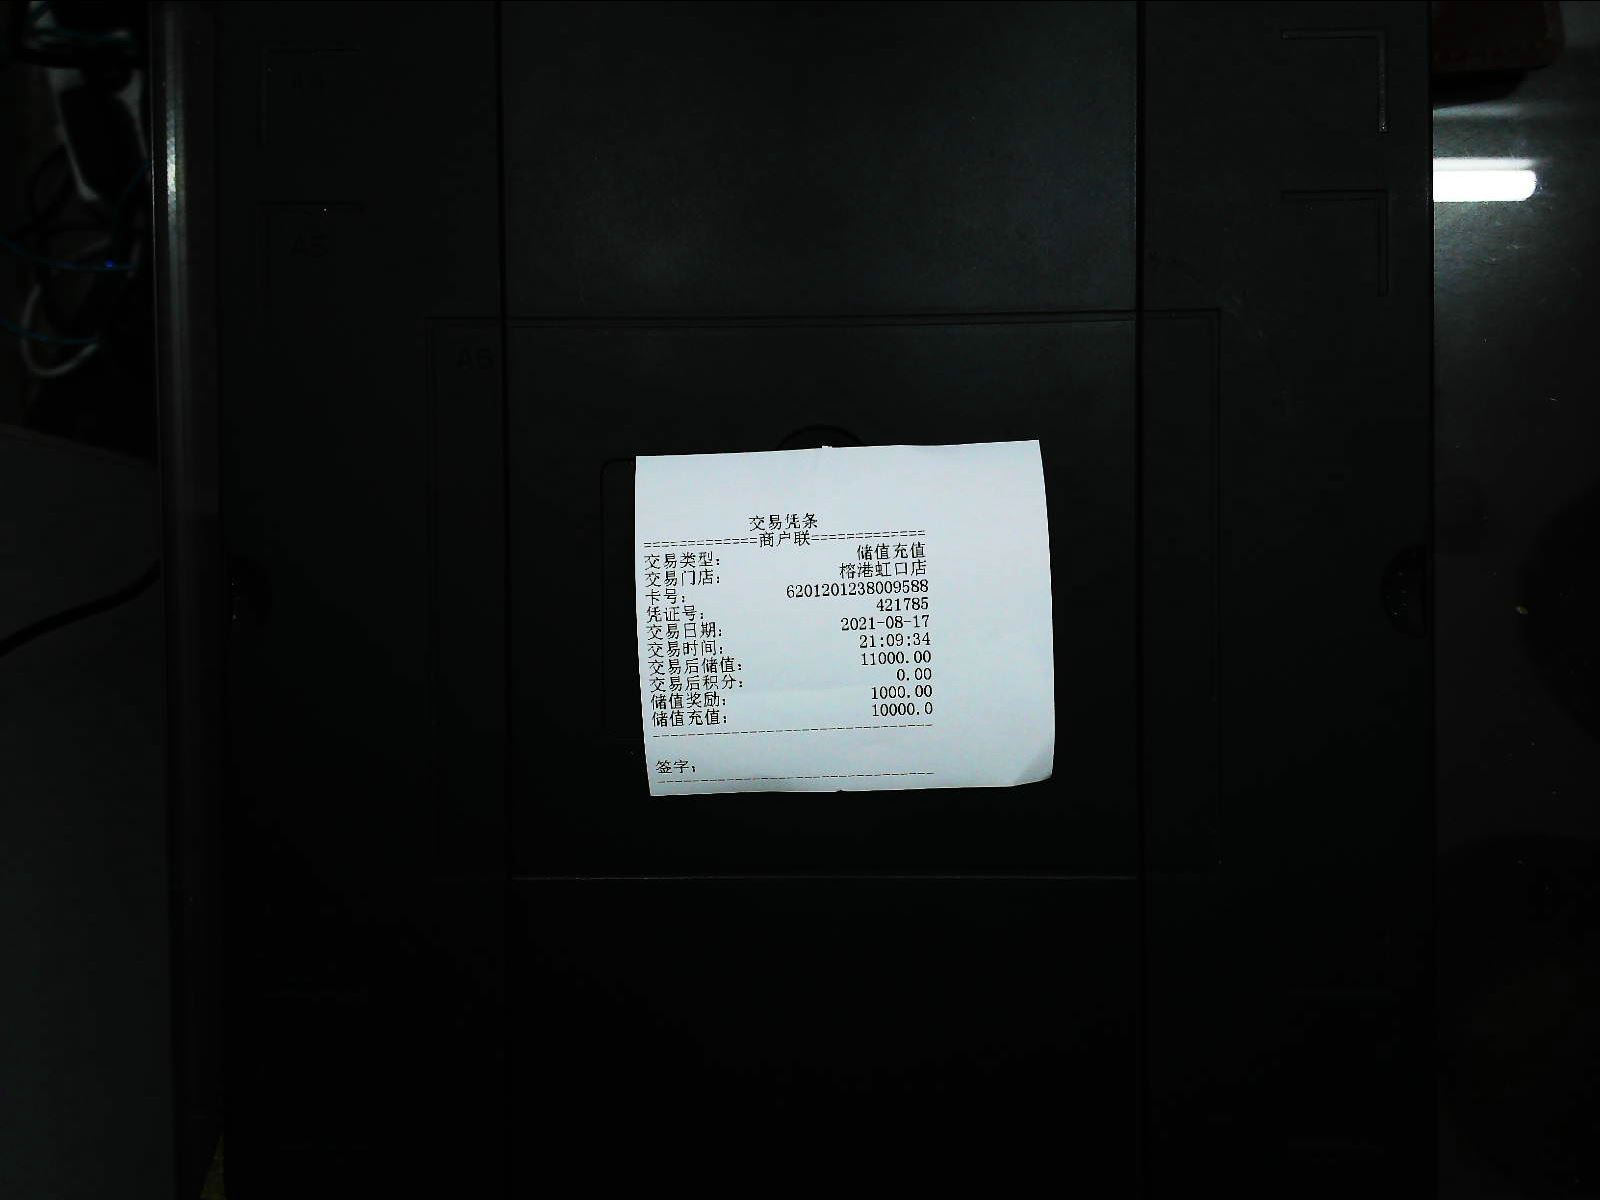 A4
A5
A6
交易凭条
=============商户联=============
交易类型: 储值充值
交易门店: 榕港虹口店
卡号: 6201201238009588
凭证号: 421785
交易日期: 2021-08-17
交易时间: 21:09:34
交易后储值: 11000.00
交易后积分: 0.00
储值奖励: 1000.00
储值充值: 10000.0
--------------------------------
签字:
--------------------------------